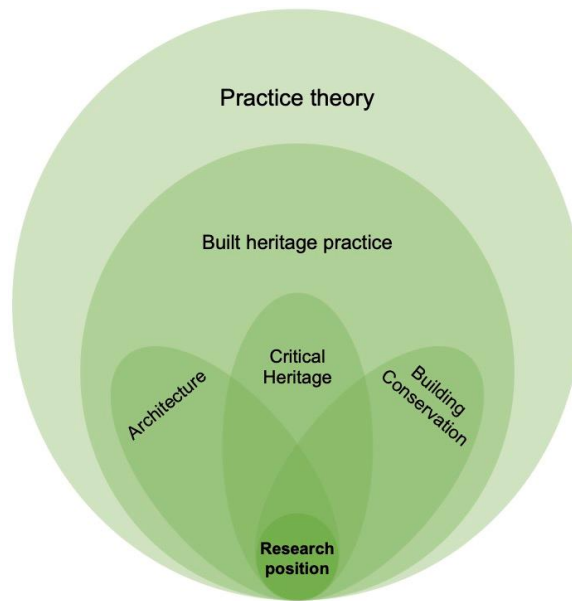 Practice theory
Built heritage practice
Critical
Heritage
Architecture
Building
Conservation
Research
position